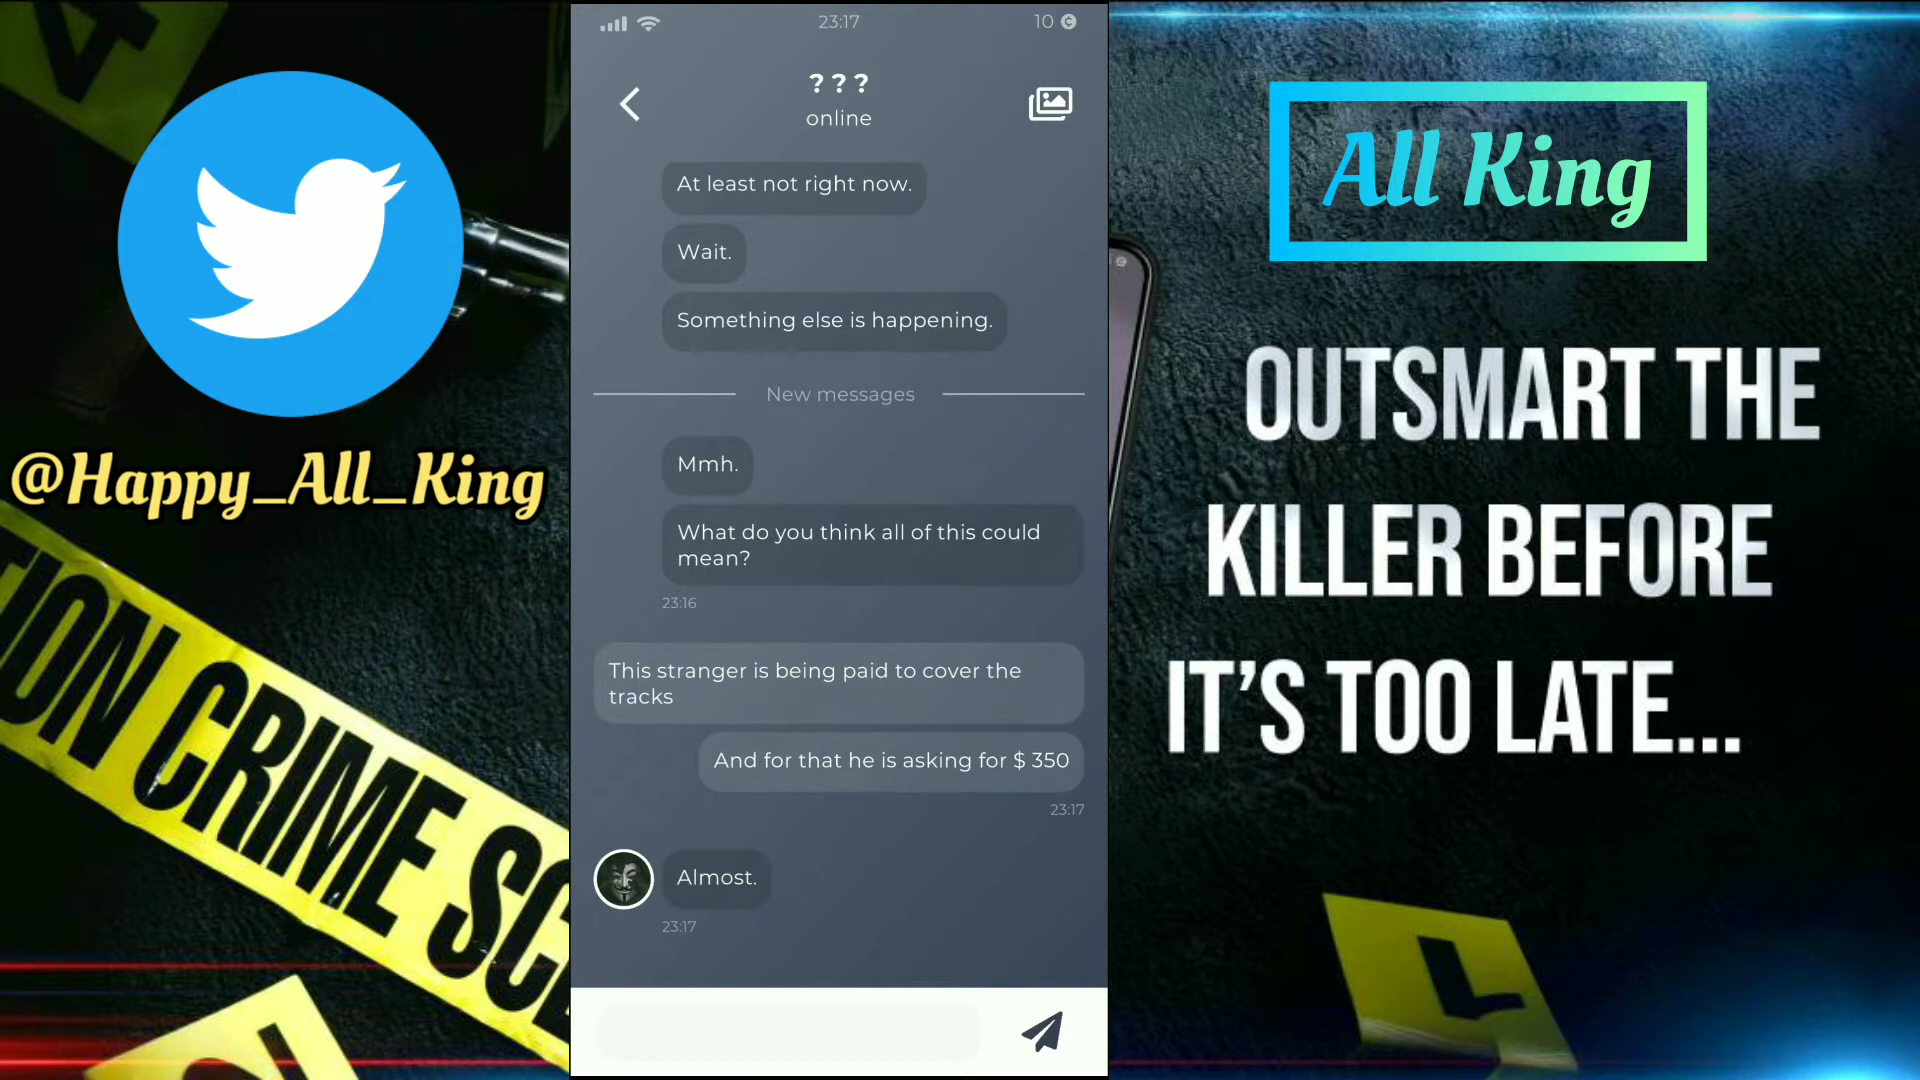 @Happy_All_King
TION CRIME SC
23:17
10
? ? ?
online
At least not right now.
Wait.
Something else is happening.
New messages
Mmh.
What do you think all of this could
mean?
23:16
This stranger is being paid to cover the
tracks
And for that he is asking for $ 350
23:17
Almost.
23:17
All King
OUTSMART THE
KILLER BEFORE
IT'S TOO LATE...